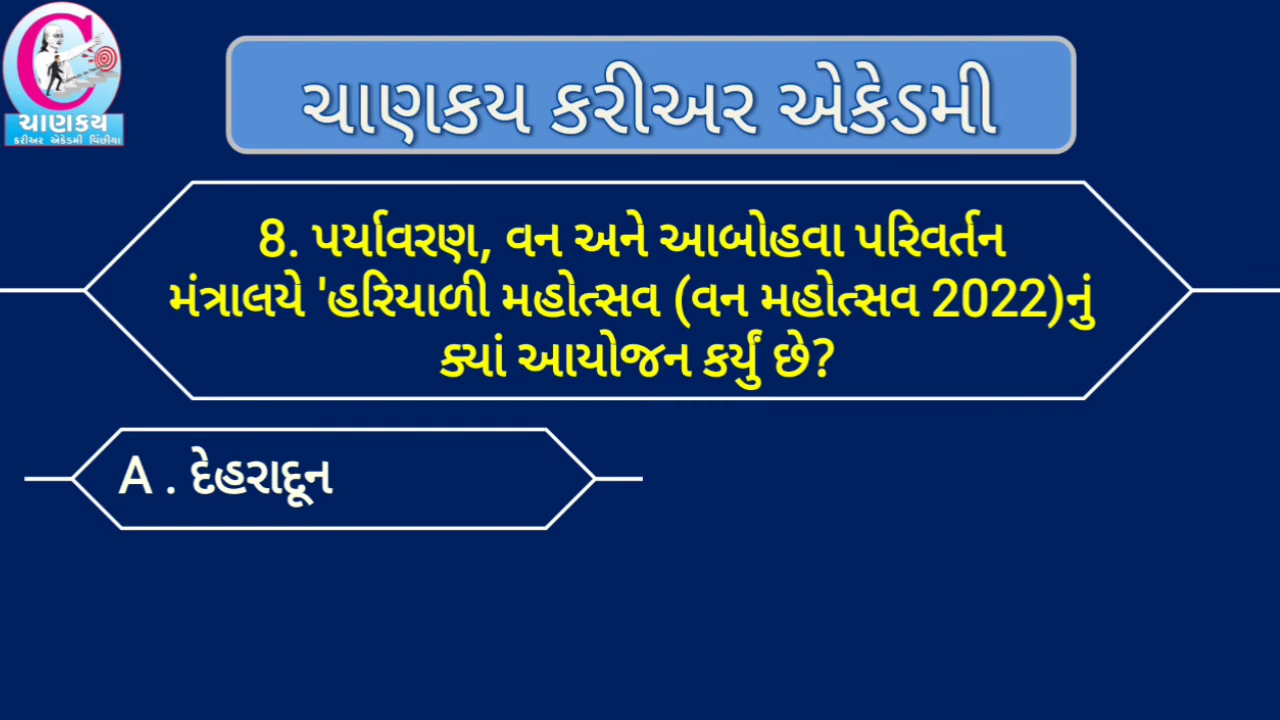 ચાણકય
કરીઅર એકેડમી વિંછીયા
ચાણકય કરીઅર એકેડમી
8. પર્યાવરણ, વન અને આબોહવા પરિવર્તન
મંત્રાલયે 'હરિયાળી મહોત્સવ (વન મહોત્સવ 2022)નું
ક્યાં આયોજન કર્યું છે?
A . દેહરાદૂન